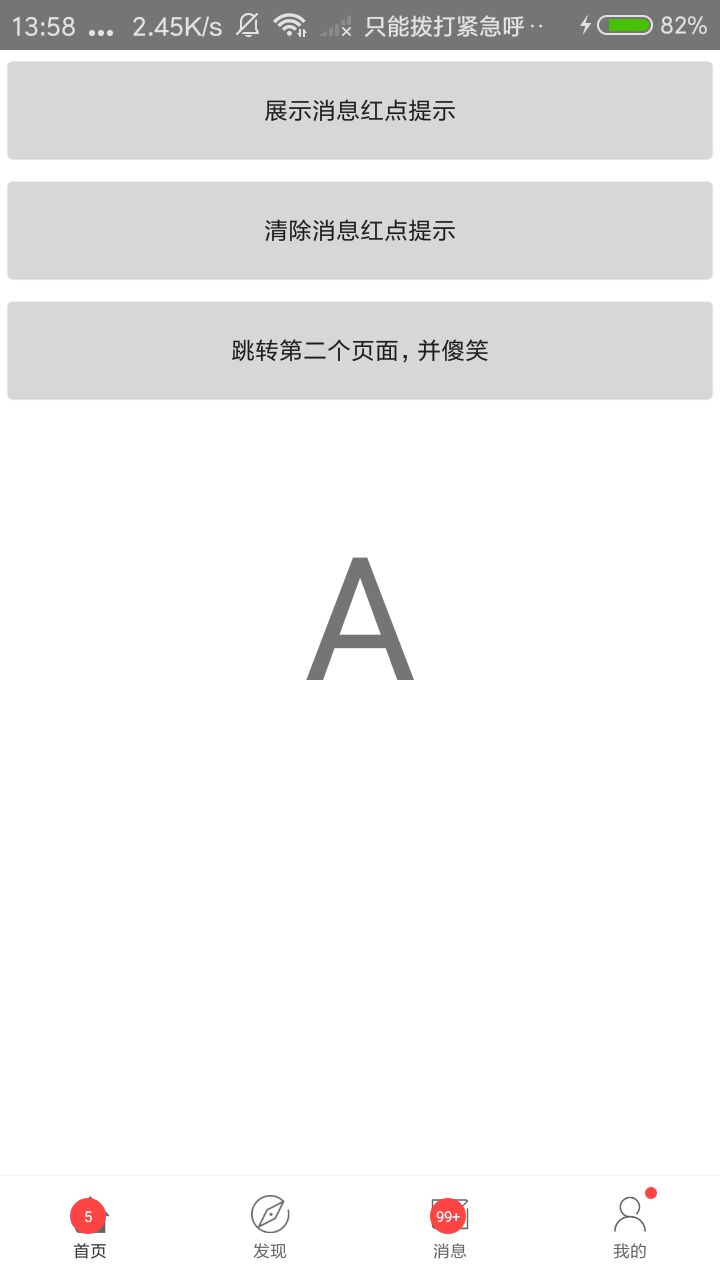 13:58 ... 2.45K/s 只能拨打紧急呼·· 82%
展示消息红点提示
清除消息红点提示
跳转第二个页面，并傻笑
A
5 99+
首页 发现 消息 我的